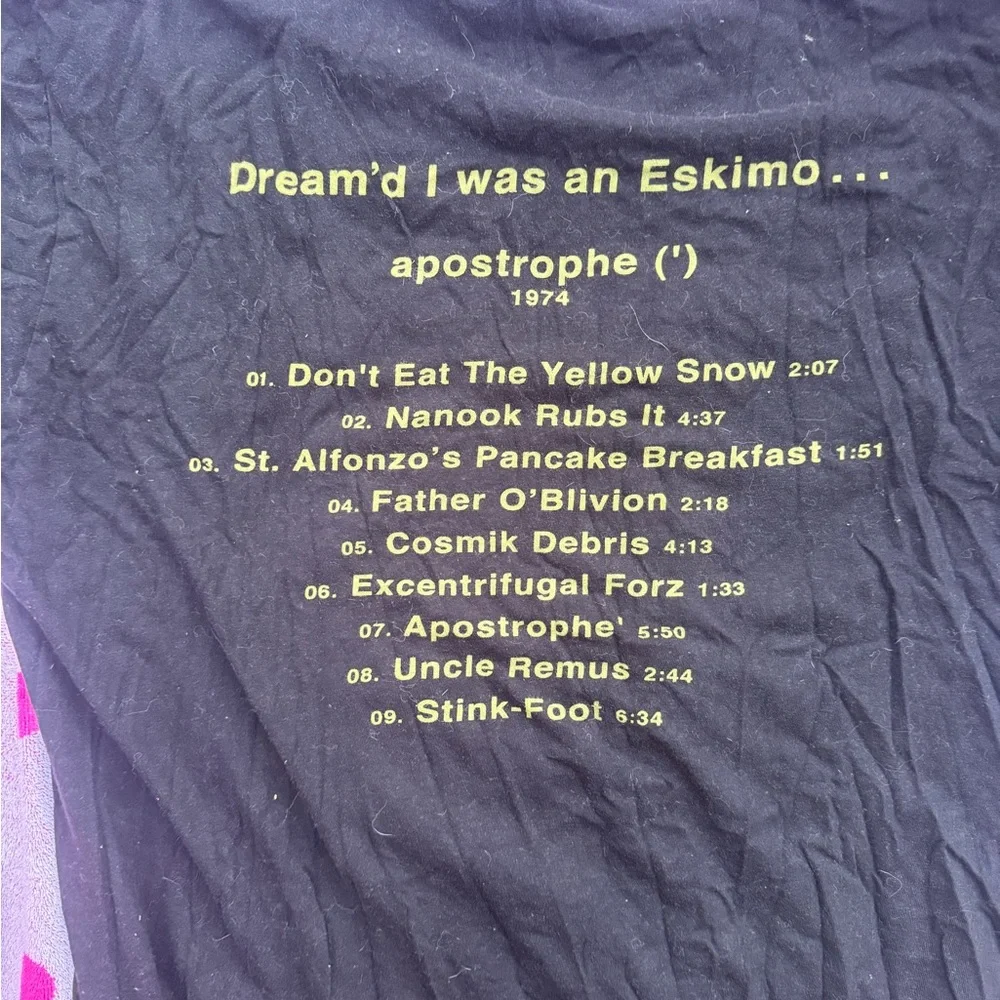 Dream’d I was an Eskimo...
apostrophe (')
1974
01. Don't Eat The Yellow Snow 2:07
02. Nanook Rubs It 4:37
03. St. Alfonzo’s Pancake Breakfast 1:51
04. Father O’Blivion 2:18
05. Cosmik Debris 4:13
06. Excentrifugal Forz 1:33
07. Apostrophe' 5:50
08. Uncle Remus 2:44
09. Stink-Foot 6:34